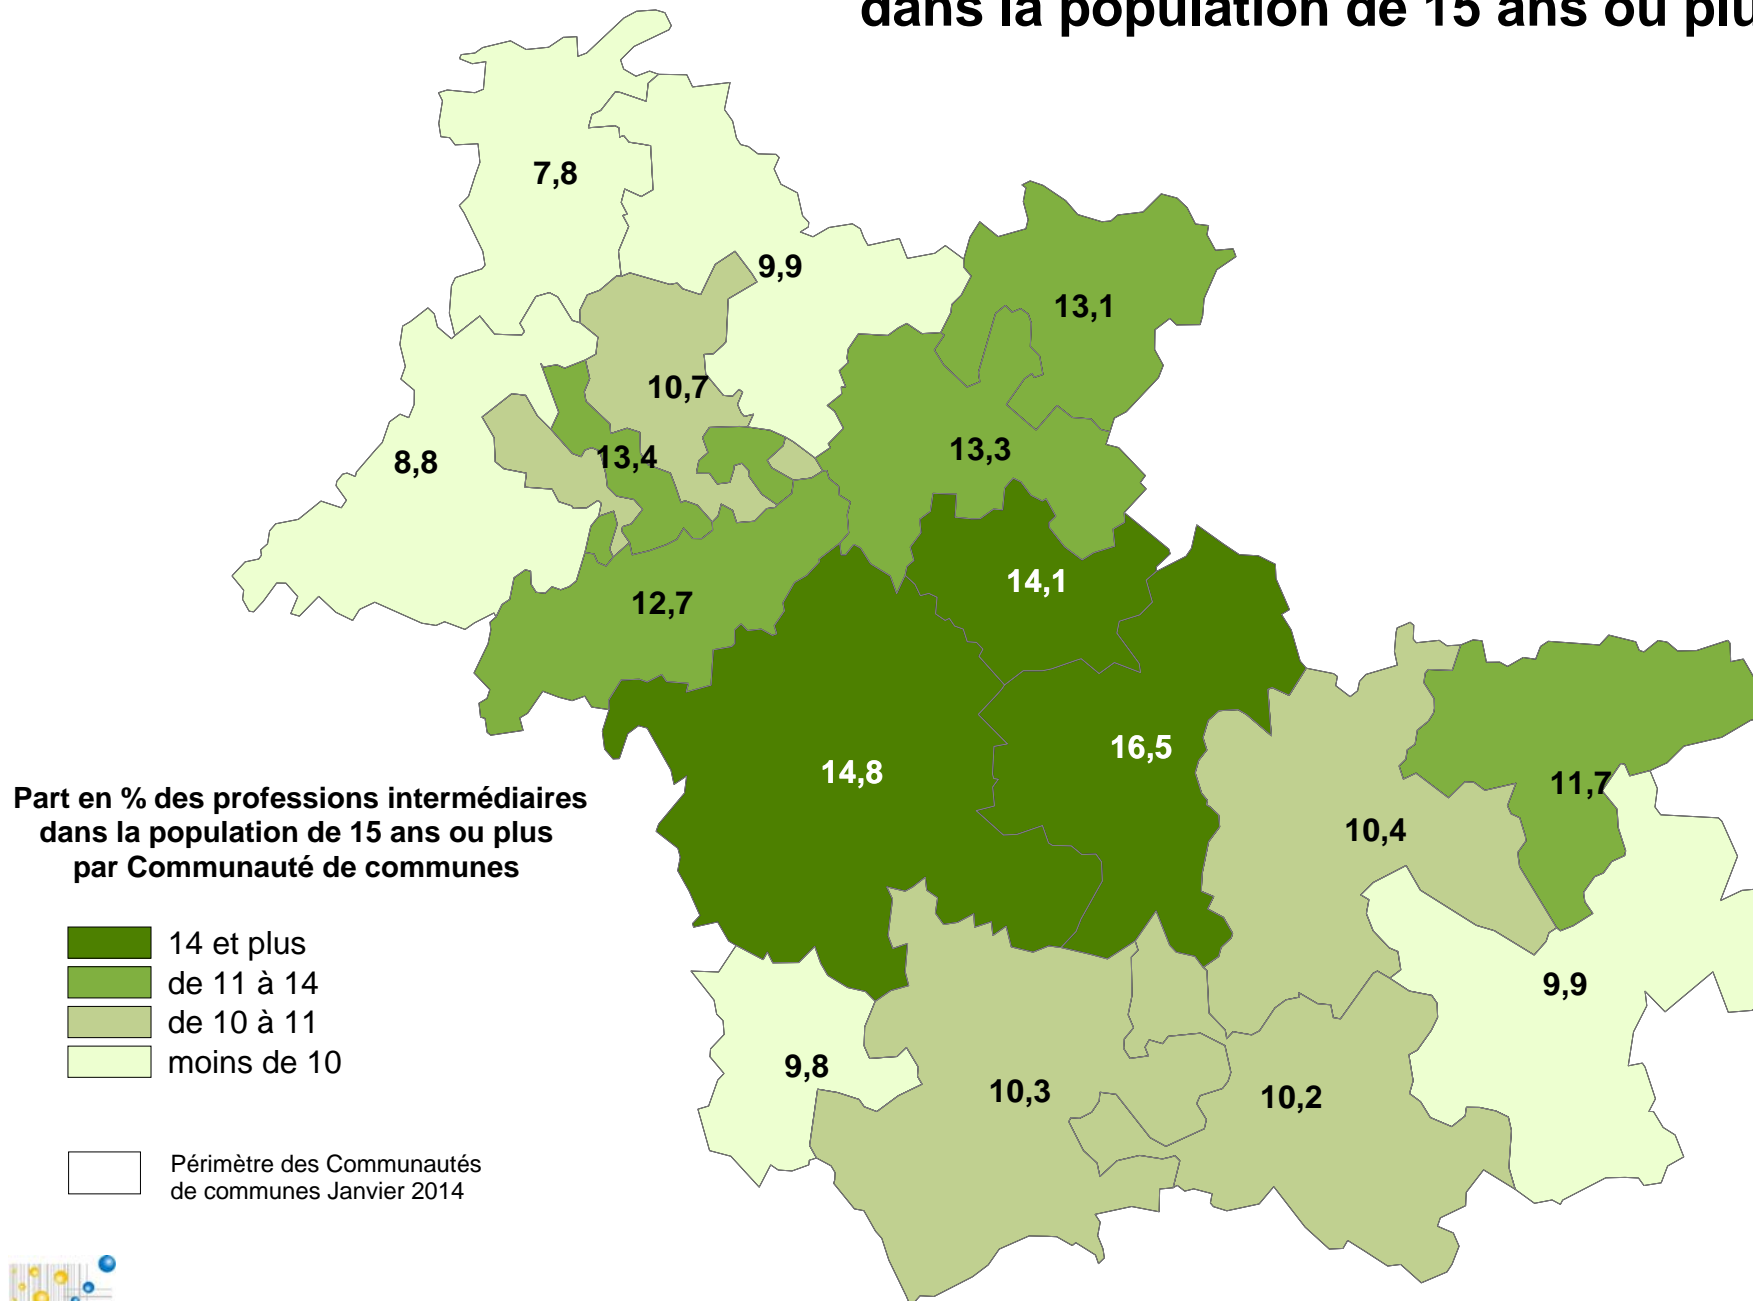 dans la population de 15 ans ou plu
7,8
9,9
13,1
10,7
13,3
13,4
8,8
14,1
12,7
16,5
14,8
11,7
10,4
9,9
9,8
10,3
10,2
Part en % des professions intermédiaires
dans la population de 15 ans ou plus
par Communauté de communes
14 et plus
de 11 à 14
de 10 à 11
moins de 10
Périmètre des Communautés
de communes Janvier 2014